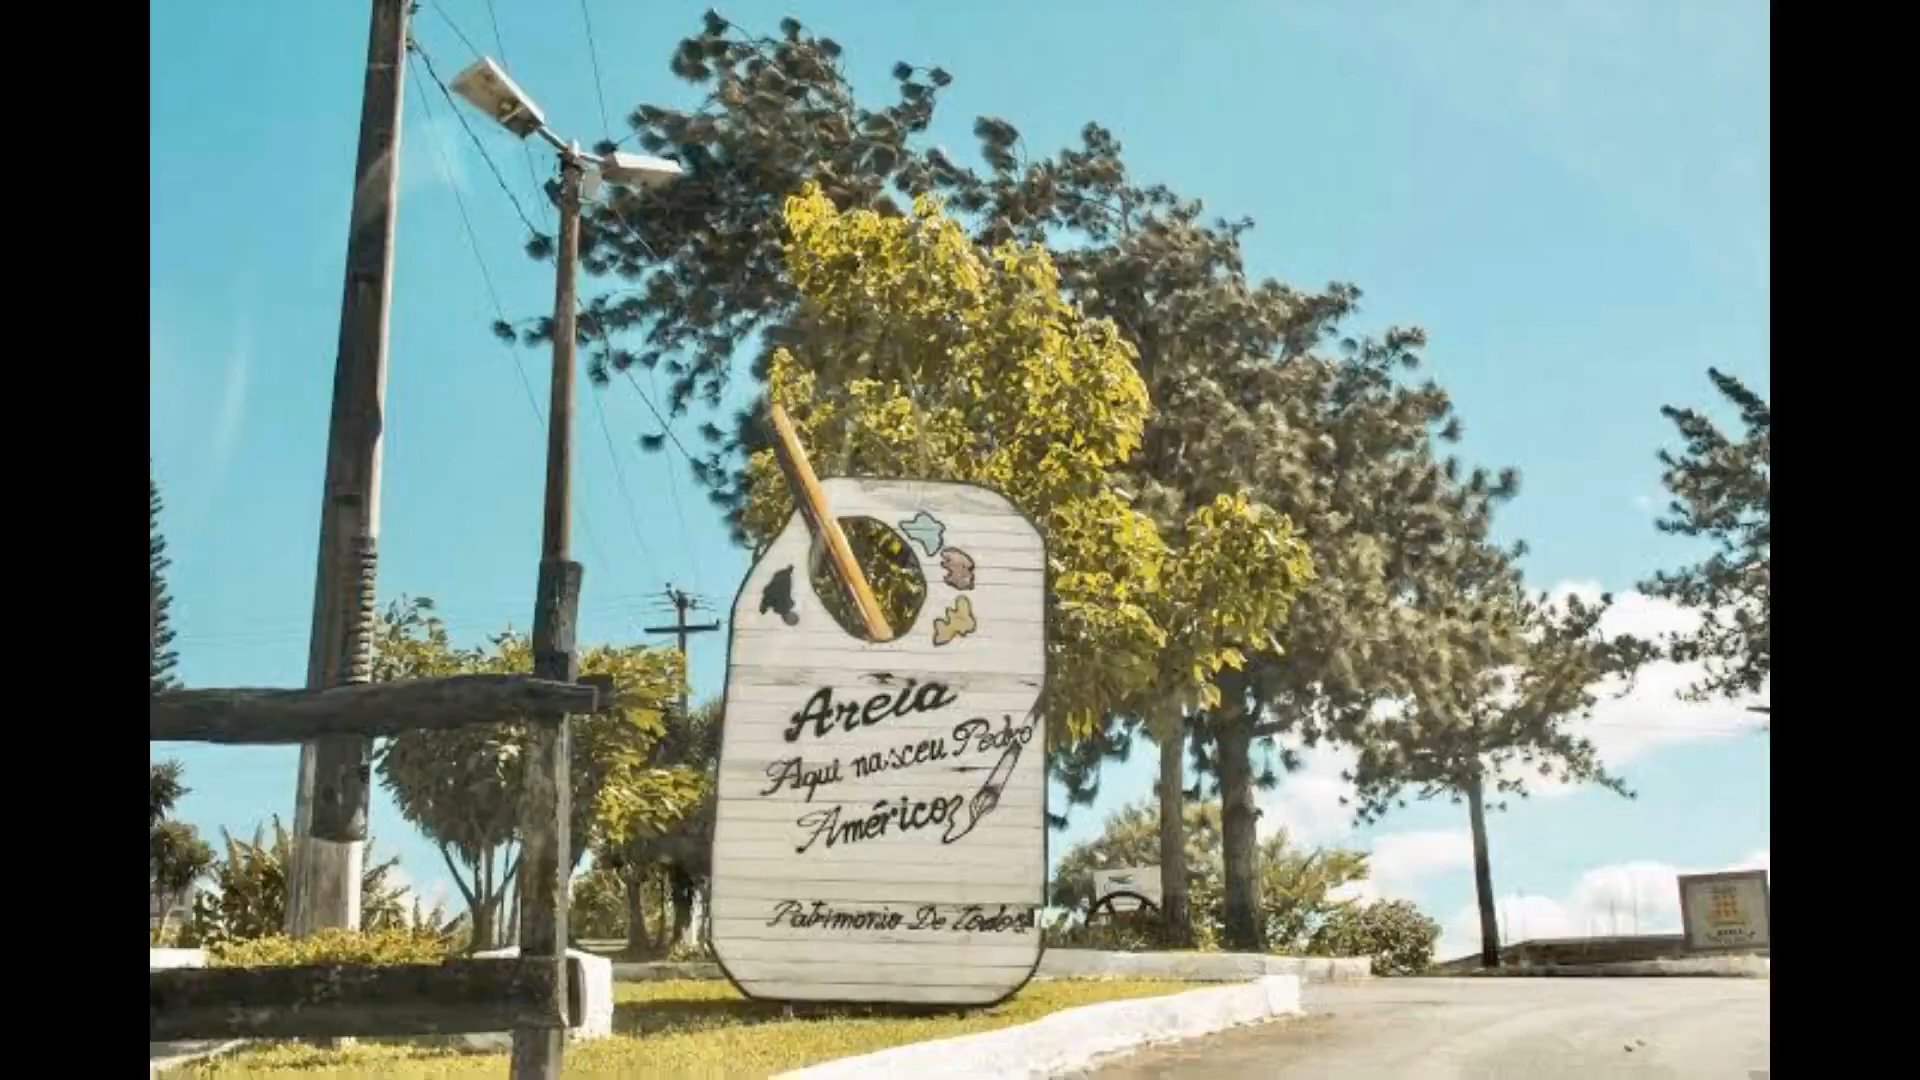 Areia
Aqui nasceu Pedro
Américo
Patrimonio De Todos